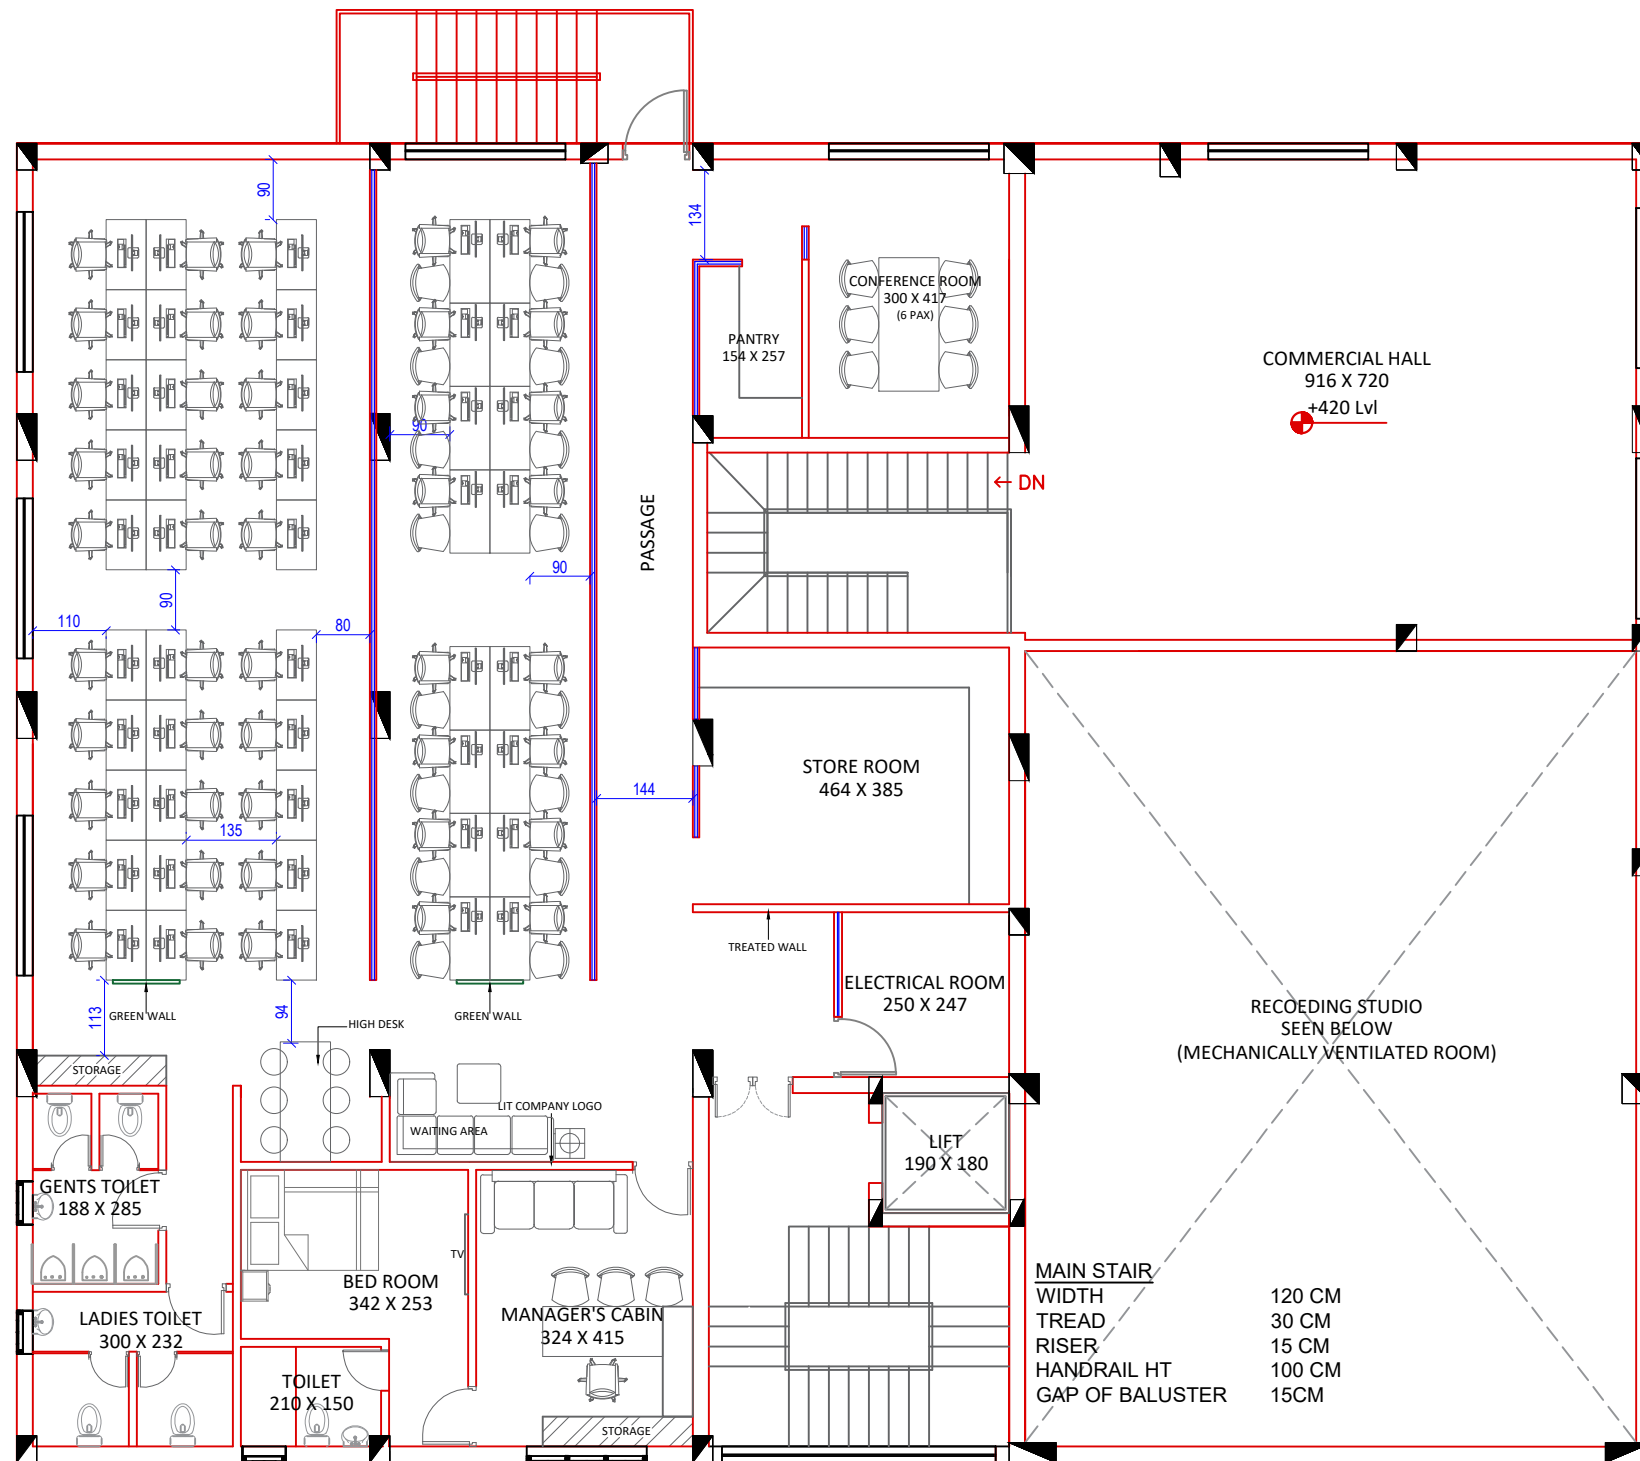 90
134
CONFERENCE ROOM
300 X 417
(6 PAX)
PANTRY
154 X 257
COMMERCIAL HALL
916 X 720
+420 Lvl
90
DN
PASSAGE
90
90
110
80
STORE ROOM
464 X 385
144
135
TREATED WALL
ELECTRICAL ROOM
250 X 247
113
GREEN WALL
94
HIGH DESK
GREEN WALL
RECOEDING STUDIO
SEEN BELOW
(MECHANICALLY VENTILATED ROOM)
STORAGE
LIT COMPANY LOGO
WAITING AREA
LIFT
190 X 180
GENTS TOILET
188 X 285
TV
BED ROOM
342 X 253
MANAGER'S CABIN
324 X 415
LADIES TOILET
300 X 232
TOILET
210 X 150
STORAGE
MAIN STAIR
WIDTH 120 CM
TREAD 30 CM
RISER 15 CM
HANDRAIL HT 100 CM
GAP OF BALUSTER 15CM